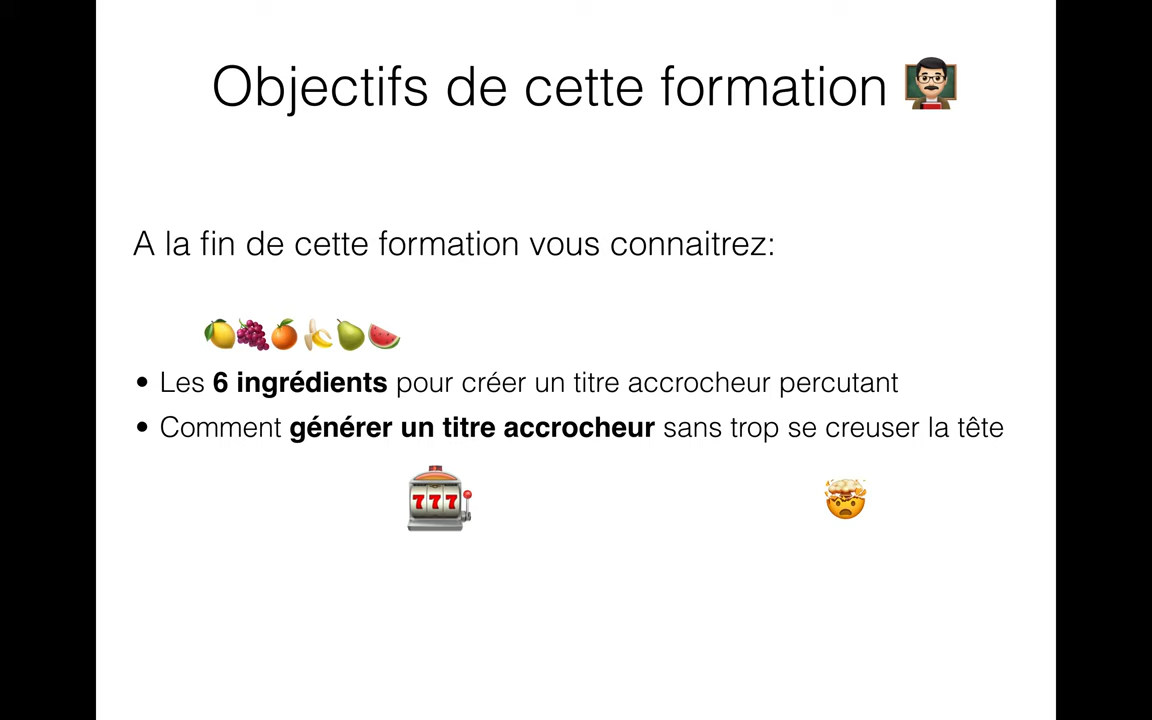 Objectifs de cette formation
A la fin de cette formation vous connaitrez:
• Les 6 ingrédients pour créer un titre accrocheur percutant
• Comment générer un titre accrocheur sans trop se creuser la tête
777